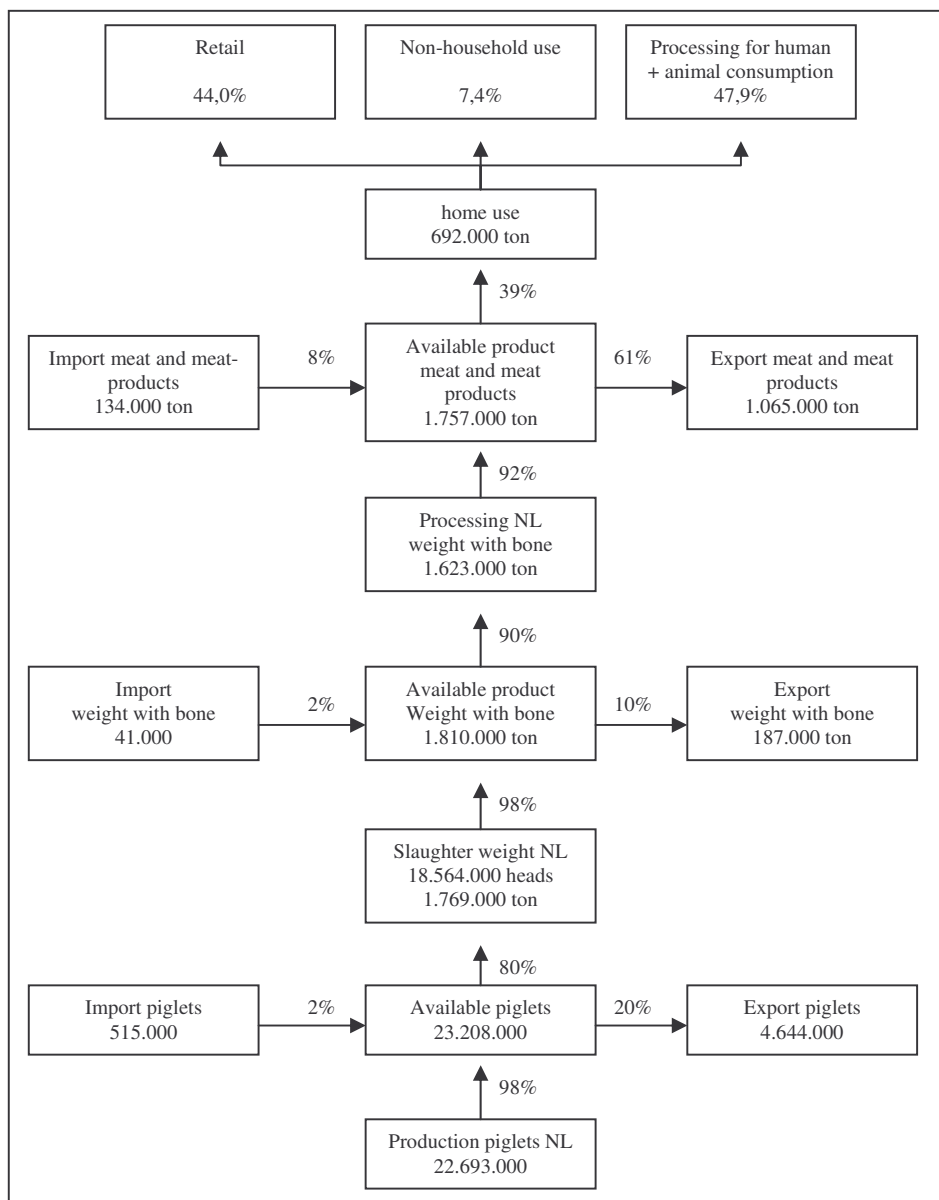 Retail
44,0%
Non-household use
7,4%
Processing for human
+ animal consumption
47,9%
home use
692.000 ton
39%
Import meat and meat-
products
134.000 ton
8%
Available product
meat and meat
products
1.757.000 ton
61%
Export meat and meat
products
1.065.000 ton
92%
Processing NL
weight with bone
1.623.000 ton
90%
Import
weight with bone
41.000
2%
Available product
Weight with bone
1.810.000 ton
10%
Export
weight with bone
187.000 ton
98%
Slaughter weight NL
18.564.000 heads
1.769.000 ton
80%
Import piglets
515.000
2%
Available piglets
23.208.000
20%
Export piglets
4.644.000
98%
Production piglets NL
22.693.000